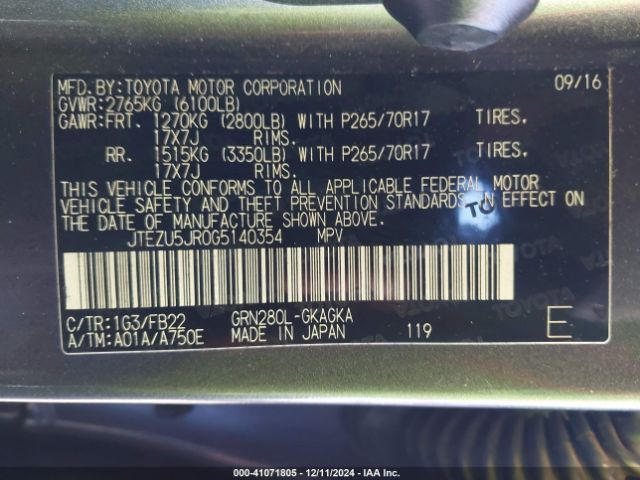 MFD. BY: TOYOTA MOTOR CORPORATION 09/16
GVWR: 2765KG (6100LB)
GAWR: FRT. 1270KG (2800LB) WITH P265/70R17 TIRES.
17X7J RIMS.
RR. 1515KG (3350LB) WITH P265/70R17 TIRES.
17X7J RIMS.
THIS VEHICLE CONFORMS TO ALL APPLICABLE FEDERAL MOTOR
VEHICLE SAFETY AND THEFT PREVENTION STANDARDS IN EFFECT ON
THE DATE OF MANUFACTURE SHOWN ABOVE.
JTEZU5JR0G5140354 MPV
C/TR: 1G3/FB22 GRN280L-GKAGKA
A/TM: A01A/A750E MADE IN JAPAN 119 E
000-41071805 - 12/11/2024 - IAA Inc.